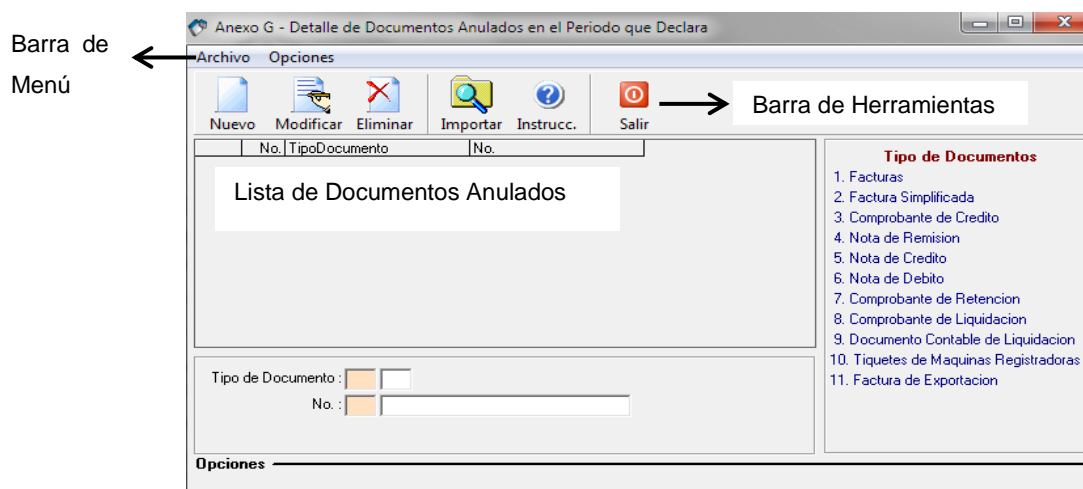 Anexo G - Detalle de Documentos Anulados en el Periodo que Declara
Barra de
Menú
Archivo Opciones
Nuevo Modificar Eliminar Importar Instrucc. Salir
Barra de Herramientas
No. TipoDocumento No.
Lista de Documentos Anulados
Tipo de Documentos
1. Facturas
2. Factura Simplificada
3. Comprobante de Credito
4. Nota de Remision
5. Nota de Credito
6. Nota de Debito
7. Comprobante de Retencion
8. Comprobante de Liquidacion
9. Documento Contable de Liquidacion
10. Tiquetes de Maquinas Registradoras
11. Factura de Exportacion
Tipo de Documento :
No. :
Opciones